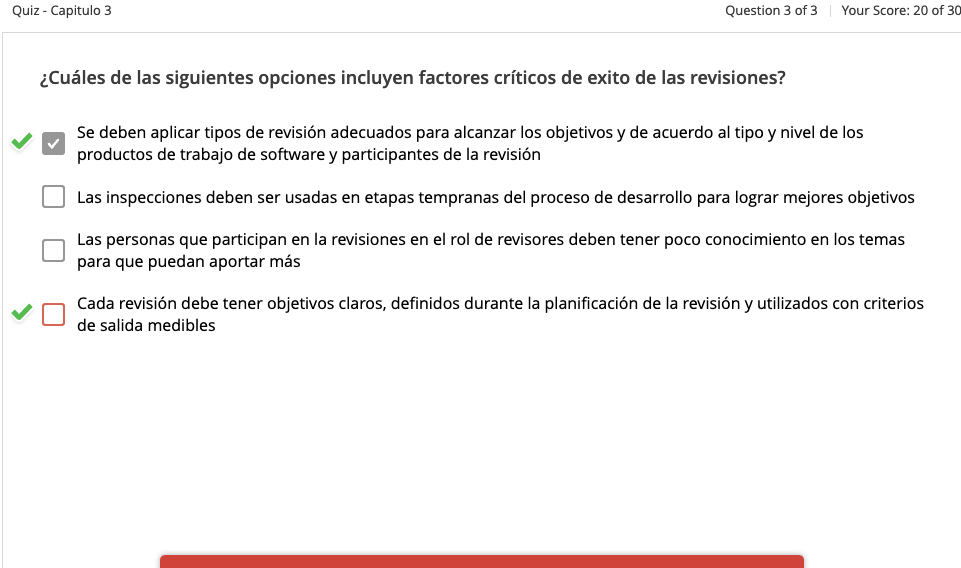 Quiz - Capitulo 3
Question 3 of 3
Your Score: 20 of 30
¿Cuáles de las siguientes opciones incluyen factores críticos de exito de las revisiones?
Se deben aplicar tipos de revisión adecuados para alcanzar los objetivos y de acuerdo al tipo y nivel de los
productos de trabajo de software y participantes de la revisión
Las inspecciones deben ser usadas en etapas tempranas del proceso de desarrollo para lograr mejores objetivos
Las personas que participan en la revisiones en el rol de revisores deben tener poco conocimiento en los temas
para que puedan aportar más
Cada revisión debe tener objetivos claros, definidos durante la planificación de la revisión y utilizados con criterios
de salida medibles